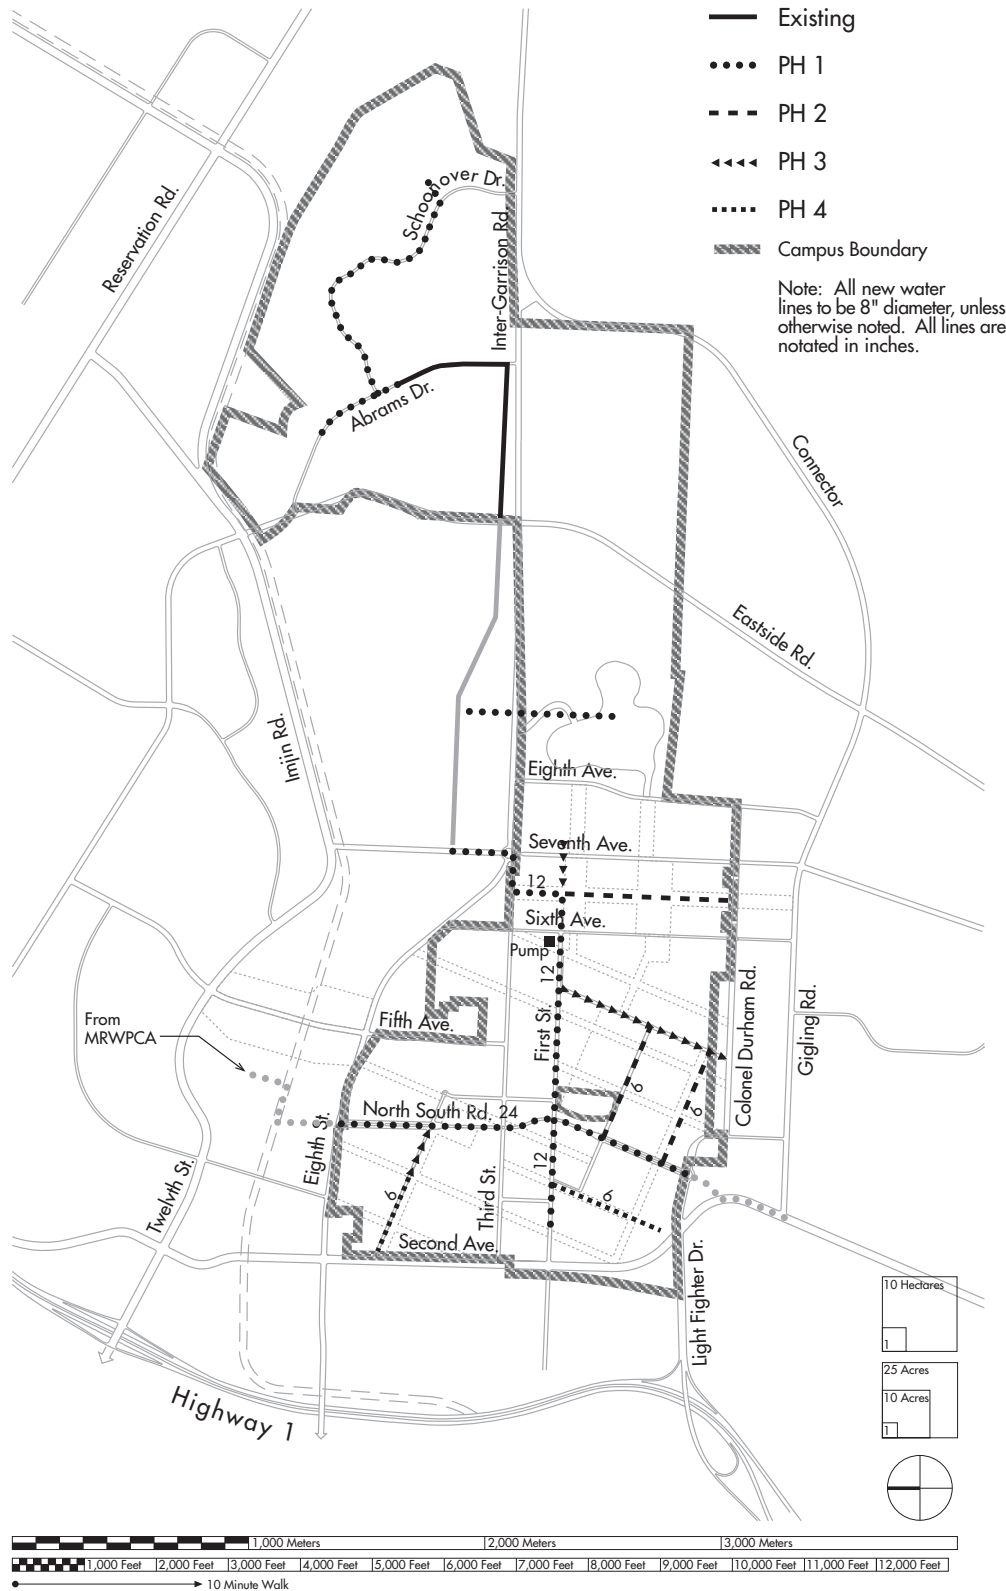 Existing
PH 1
PH 2
PH 3
PH 4
Campus Boundary
Note: All new water
lines to be 8" diameter, unless
otherwise noted. All lines are
notated in inches.
Schoonover Dr.
Reservation Rd.
Inter-Garrison Rd.
Abrams Dr.
Connector
Eastside Rd.
Imjin Rd.
Eighth Ave.
Seventh Ave.
12
Sixth Ave.
Pump
12
First St.
Fifth Ave.
Colonel Durham Rd.
Gigling Rd.
From
MRWPCA
6
6
North South Rd. 24
Eighth St.
12
6
6
Third St.
Twelvth St.
Second Ave.
Light Fighter Dr.
Highway 1
10 Hectares
1
25 Acres
10 Acres
1
1,000 Meters
2,000 Meters
3,000 Meters
1,000 Feet
2,000 Feet
3,000 Feet
4,000 Feet
5,000 Feet
6,000 Feet
7,000 Feet
8,000 Feet
9,000 Feet
10,000 Feet
11,000 Feet
12,000 Feet
10 Minute Walk